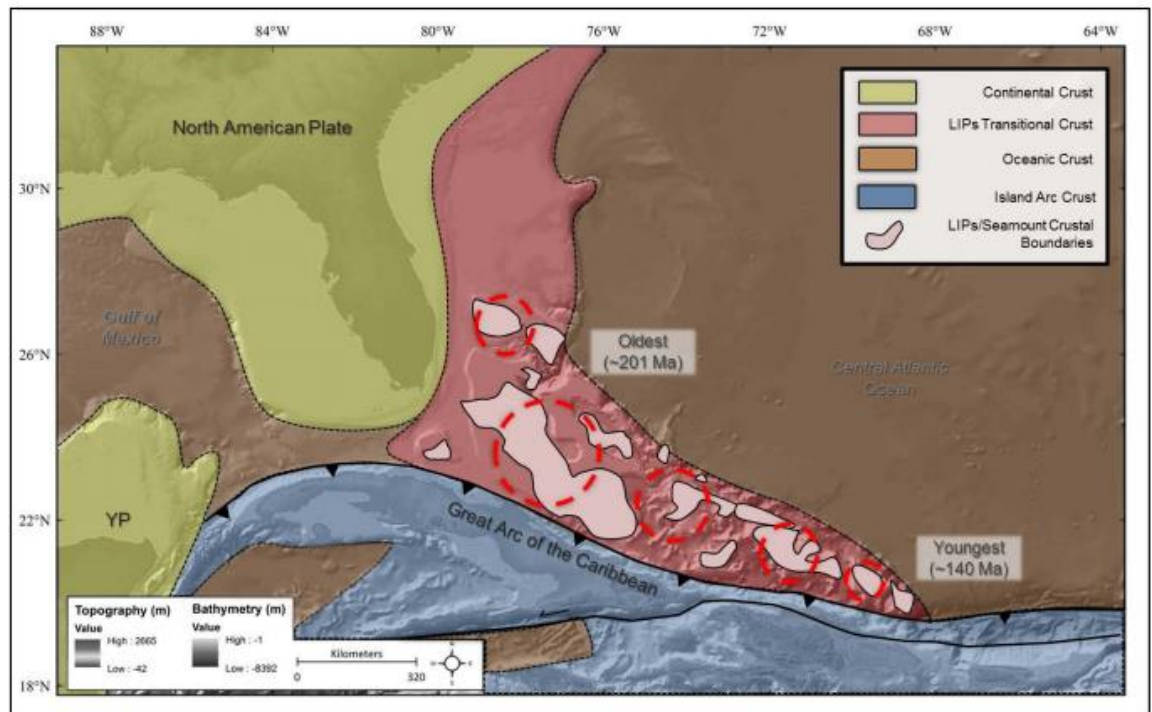 88°W 84°W 80°W 76°W 72°W 68°W 64°W
North American Plate
Continental Crust
LIPs Transitional Crust
Oceanic Crust
Island Arc Crust
LIPs/Seamount Crustal
Boundaries
30°N
Gulf of
Mexico
Oldest
(~201 Ma)
26°N
Central Atlantic
Ocean
YP
22°N
Great Arc of the Caribbean
Youngest
(~140 Ma)
Topography (m)
Value
High : 2665
Low : -42
Bathymetry (m)
Value
High : -1
Low : -8392
Kilometers
0 320
N
W E
S
18°N